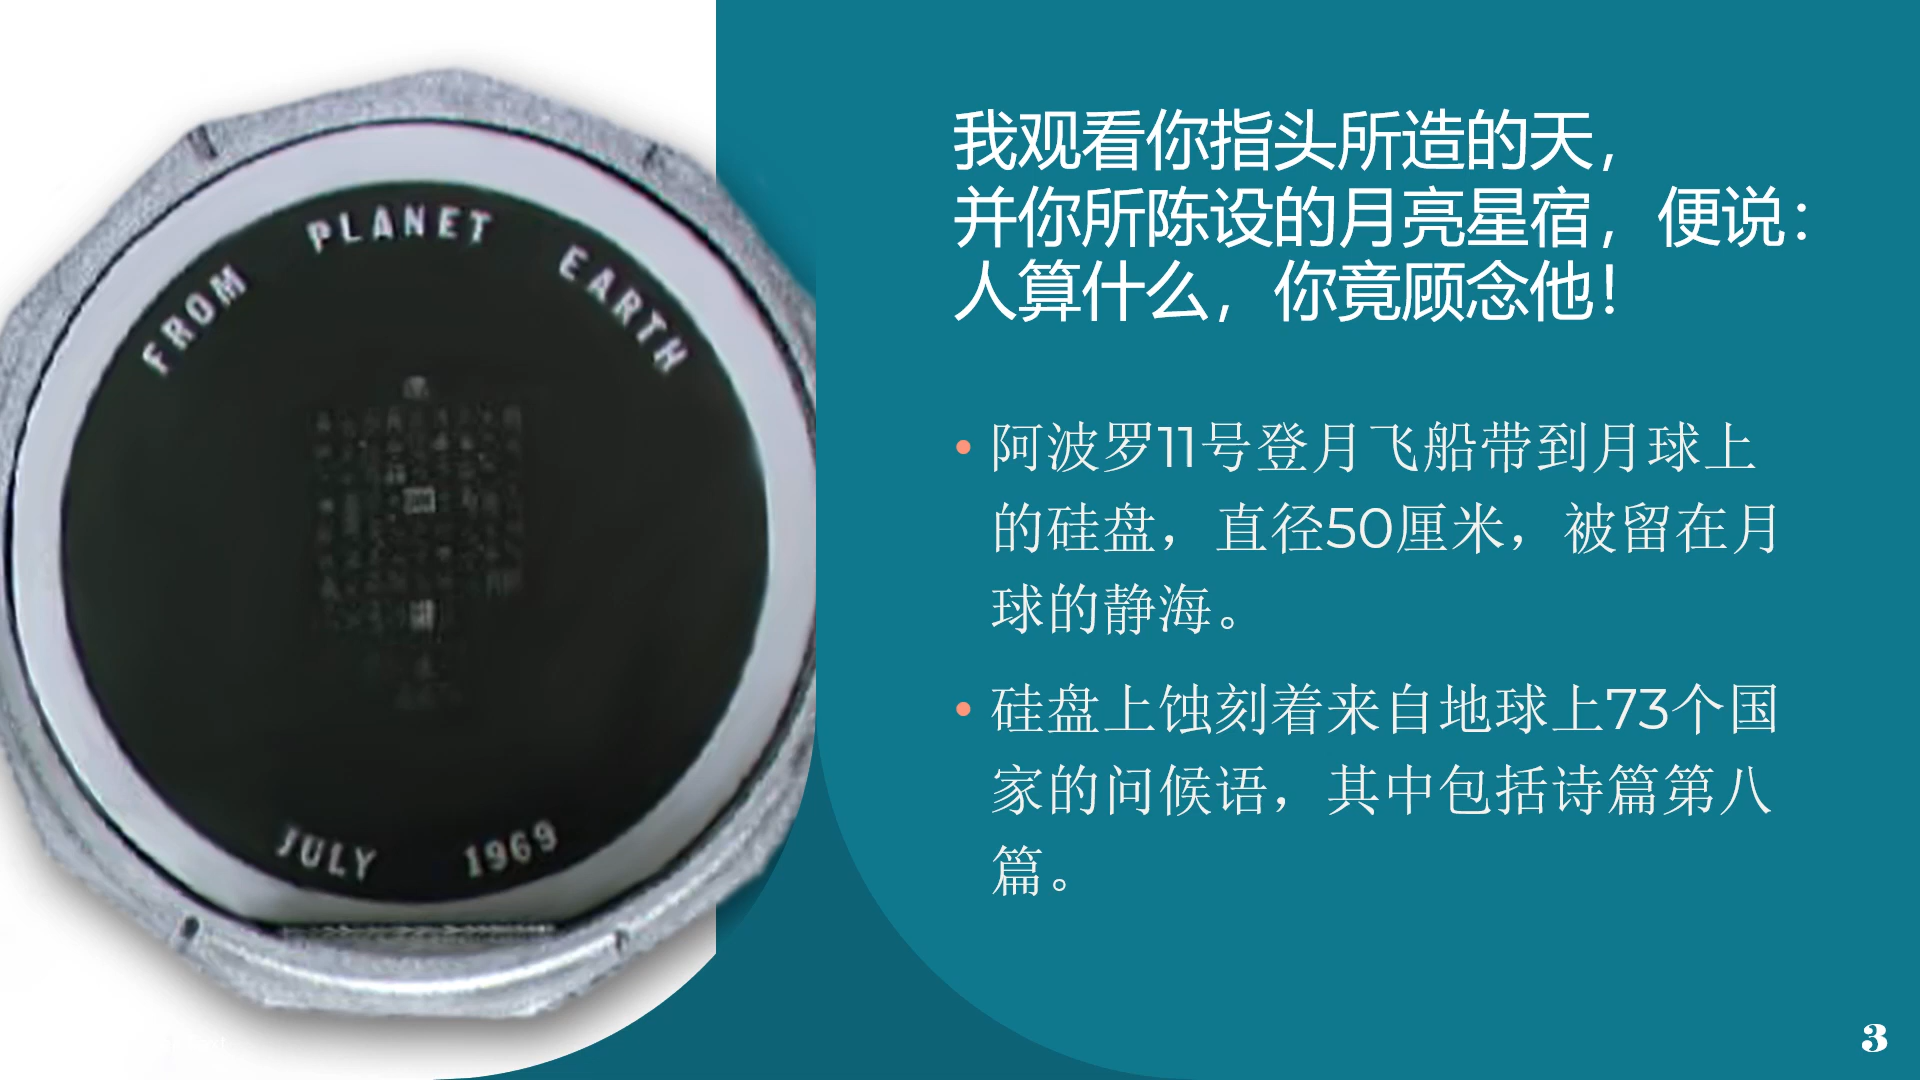 FROM PLANET EARTH
JULY 1969
我观看你指头所造的天，
并你所陈设的月亮星宿，便说：
人算什么，你竟顾念他！
• 阿波罗11号登月飞船带到月球上
的硅盘，直径50厘米，被留在月
球的静海。
• 硅盘上蚀刻着来自地球上73个国
家的问候语，其中包括诗篇第八
篇。
3